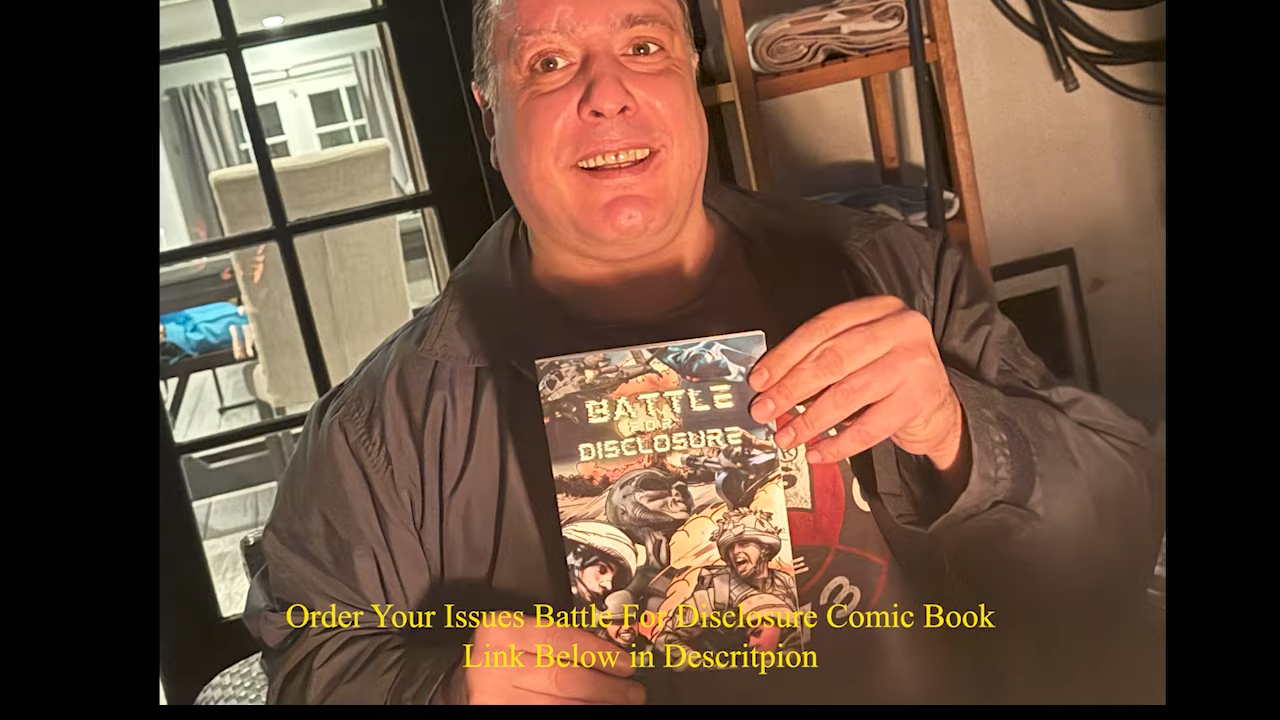 BATTLE
FOR
DISCLOSURE
Order Your Issues Battle For Disclosure Comic Book
Link Below in Descritpion